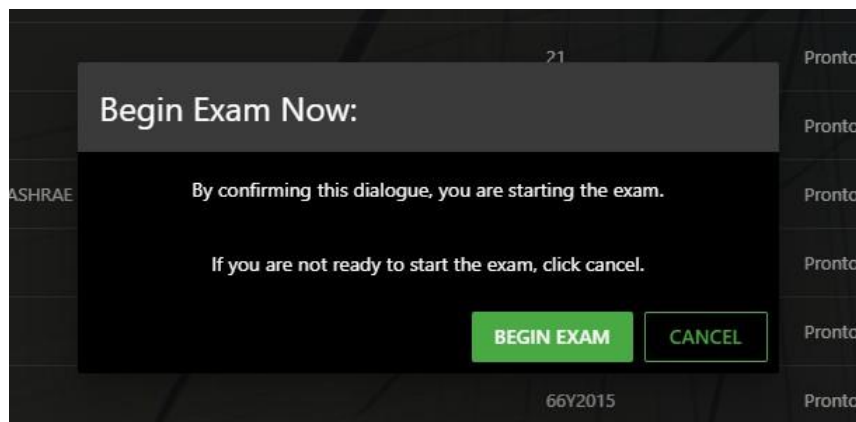 21
Pronto
Begin Exam Now:
Pronto
ASHRAE
By confirming this dialogue, you are starting the exam.
Pronto
If you are not ready to start the exam, click cancel.
Pronto
BEGIN EXAM
CANCEL
Pronto
66Y2015
Pronto